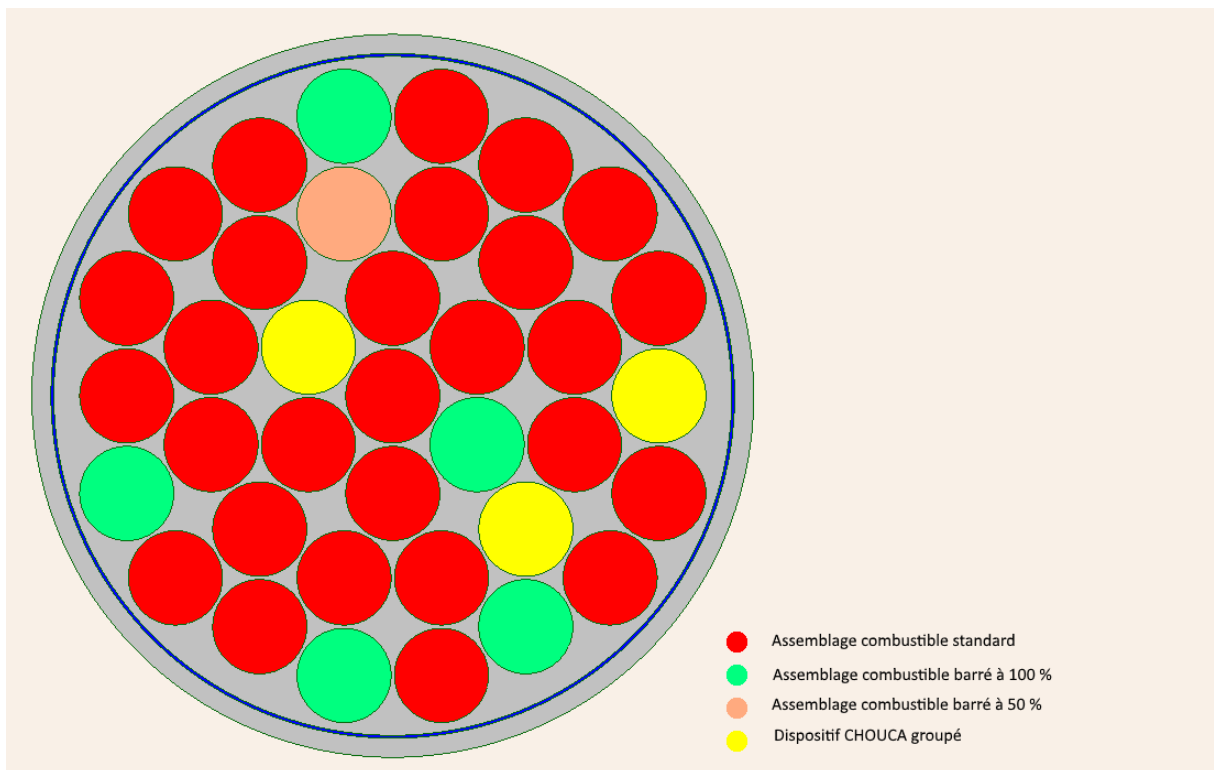 Assemblage combustible standard
Assemblage combustible barré à 100 %
Assemblage combustible barré à 50 %
Dispositif CHOUCA groupé